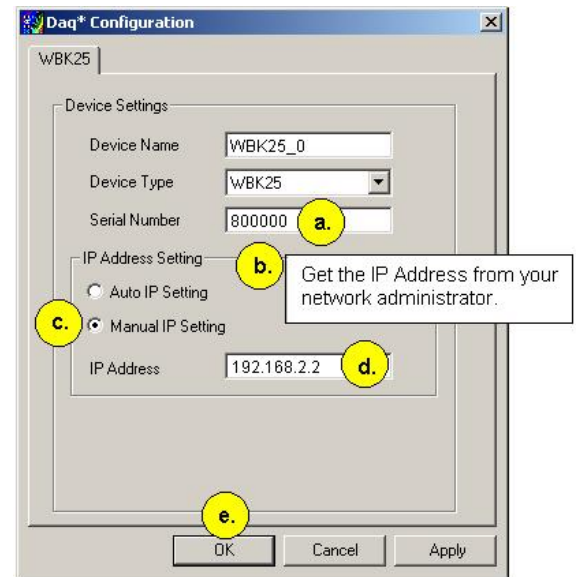 Daq* Configuration
WBK25
Device Settings
Device Name WBK25_0
Device Type WBK25
Serial Number 800000 a.
IP Address Setting b.
Get the IP Address from your
network administrator.
Auto IP Setting
c. Manual IP Setting
IP Address 192.168.2.2 d.
e.
OK Cancel Apply